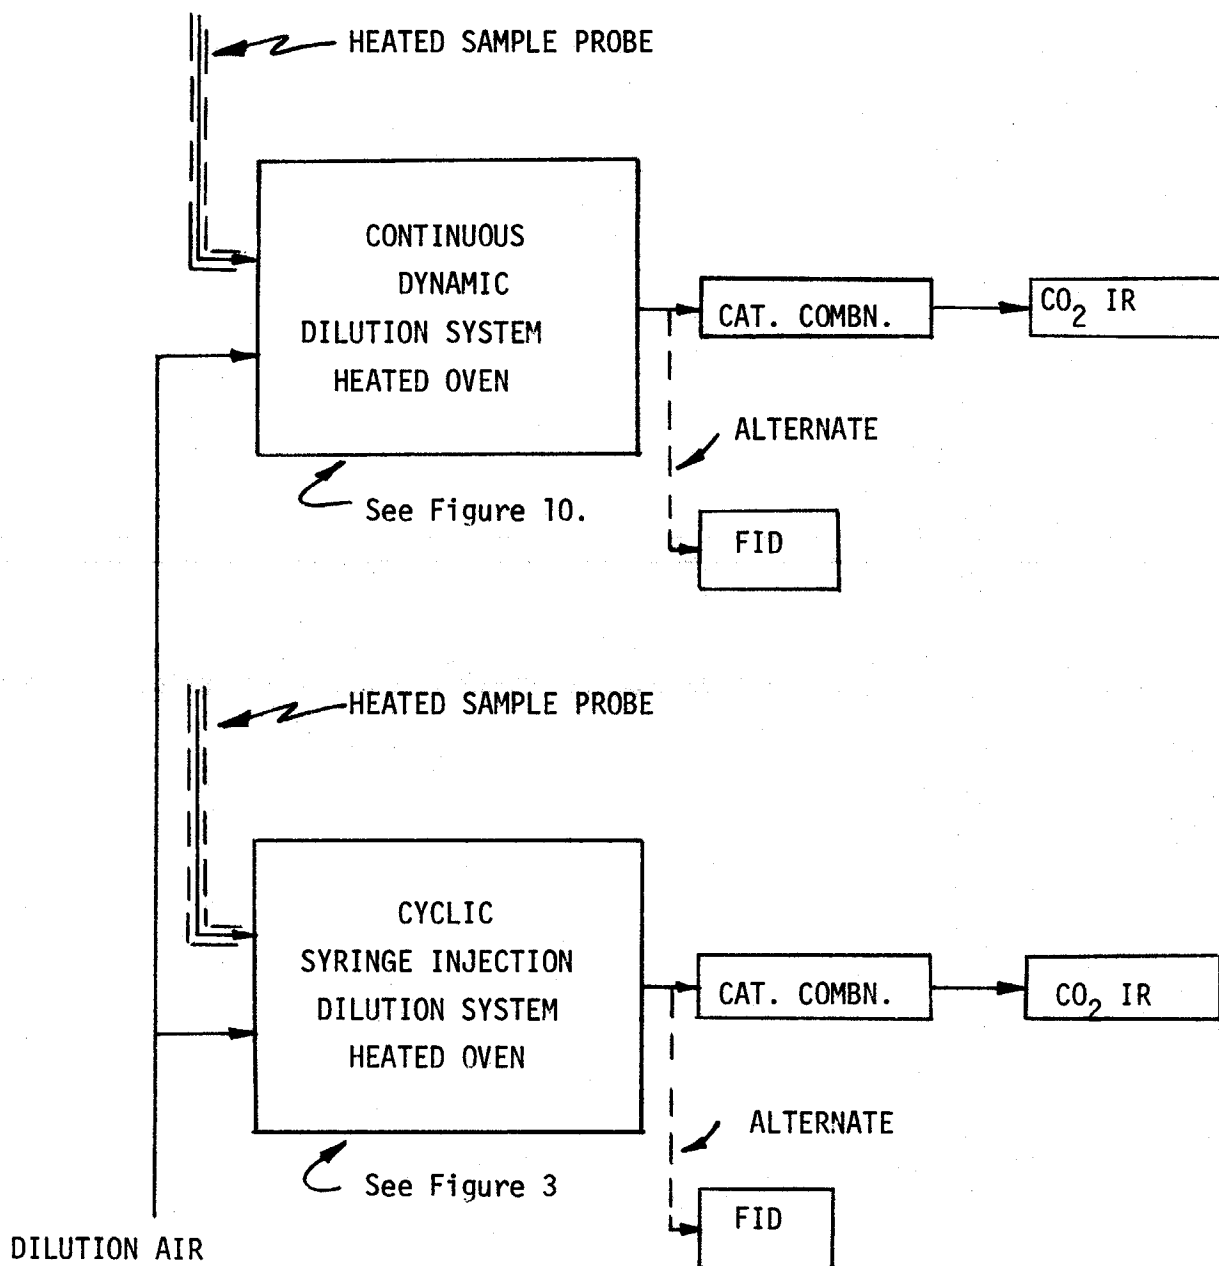 HEATED SAMPLE PROBE
CONTINUOUS
DYNAMIC
DILUTION SYSTEM
HEATED OVEN
CAT. COMBN.
CO2 IR
ALTERNATE
See Figure 10.
FID
HEATED SAMPLE PROBE
CYCLIC
SYRINGE INJECTION
DILUTION SYSTEM
HEATED OVEN
CAT. COMBN.
CO2 IR
ALTERNATE
See Figure 3
FID
DILUTION AIR